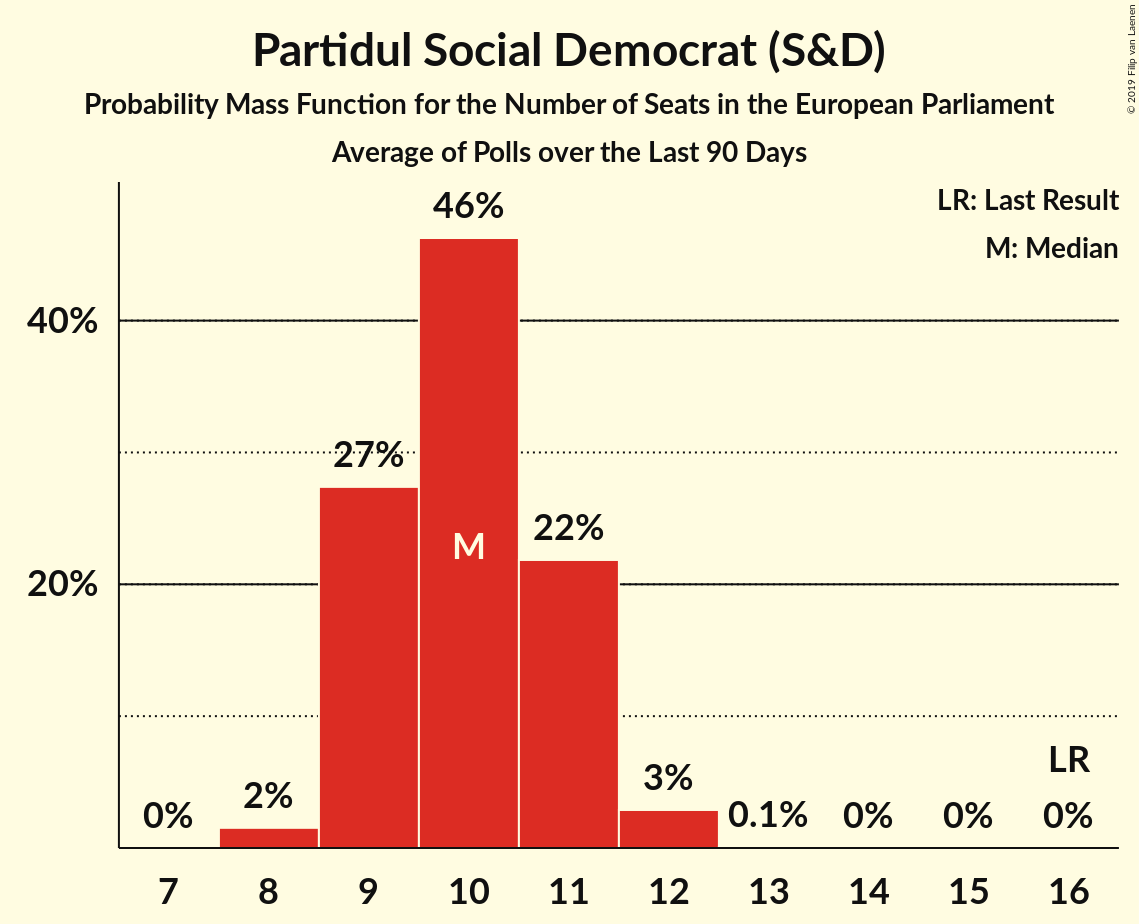 Partidul Social Democrat (S&D)
Probability Mass Function for the Number of Seats in the European Parliament
Average of Polls over the Last 90 Days
© 2019 Filip van Laenen
LR: Last Result
M: Median
40%
20%
0%
2%
27%
46%
M
22%
3%
0.1%
0%
0%
LR
0%
7 8 9 10 11 12 13 14 15 16